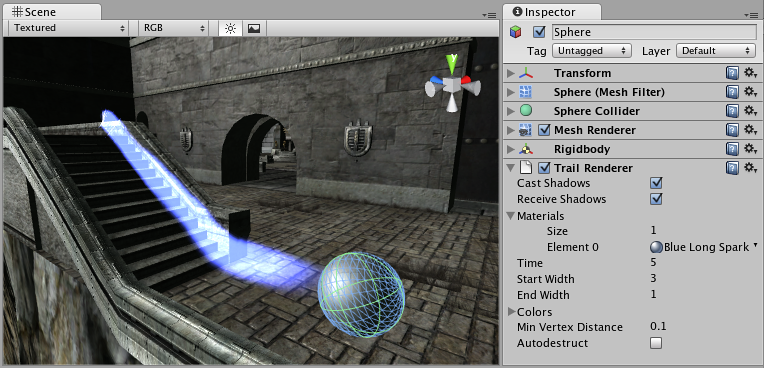 Scene
Textured
RGB
Inspector
Sphere
Tag Untagged Layer Default
Transform
Sphere (Mesh Filter)
Sphere Collider
Mesh Renderer
Rigidbody
Trail Renderer
Cast Shadows
Receive Shadows
Materials
Size 1
Element 0 Blue Long Spark
Time 5
Start Width 3
End Width 1
Colors
Min Vertex Distance 0.1
Autodestruct